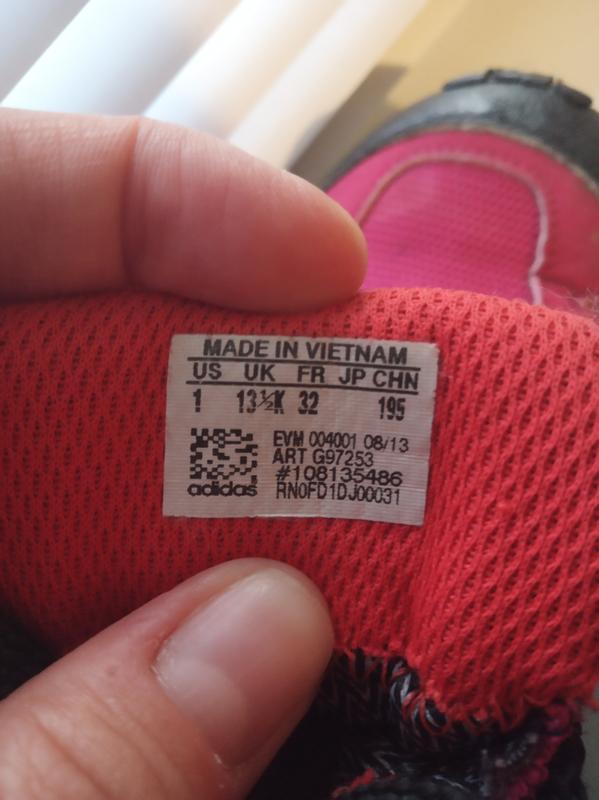 MADE IN VIETNAM
US UK FR JP CHN
1 13½K 32 195
EVM 004001 08/13
ART G97253
#108135486
adidas RN0FD1DJ00031